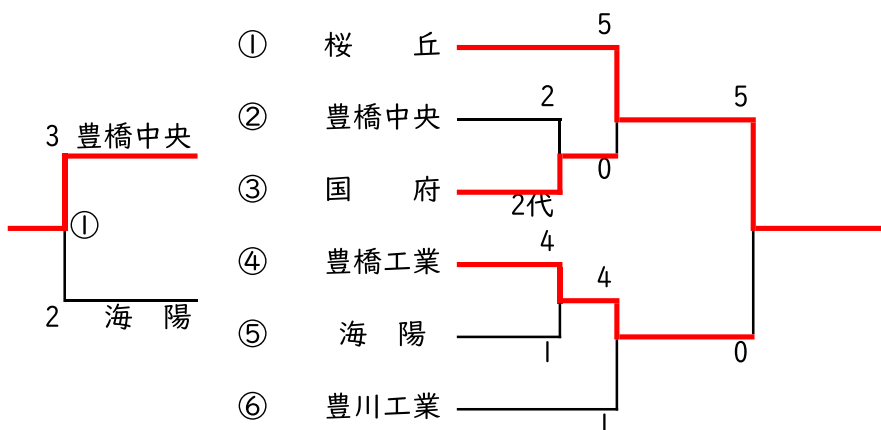 5
① 桜 丘
② 豊橋中央
2
5
3 豊橋中央
0
③ 国 府
2代
①
④ 豊橋工業
4
4
2 海 陽
⑤ 海 陽
1
0
⑥ 豊川工業
1